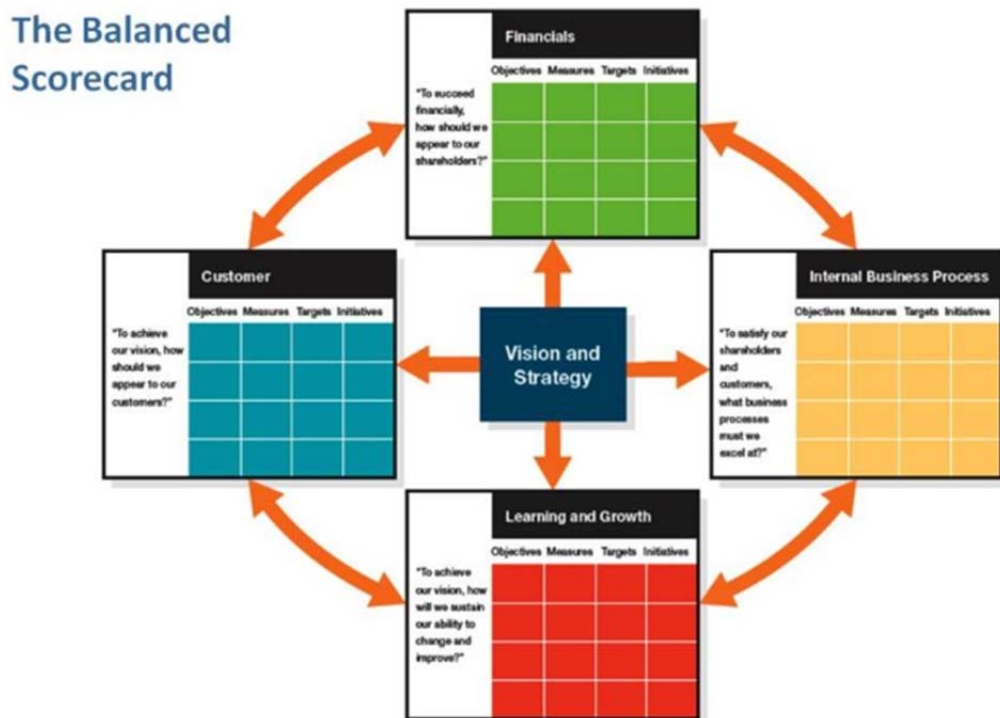 The Balanced
Scorecard
Financials
Objectives Measures Targets Initiatives
"To succeed
financially,
how should we
appear to our
shareholders?"
Customer
Objectives Measures Targets Initiatives
"To achieve
our vision, how
should we
appear to our
customers?"
Vision and
Strategy
Internal Business Process
Objectives Measures Targets Initiatives
"To satisfy our
shareholders
and
customers,
what business
processes
must we
excel at?"
Learning and Growth
Objectives Measures Targets Initiatives
"To achieve
our vision, how
will we sustain
our ability to
change and
improve?"